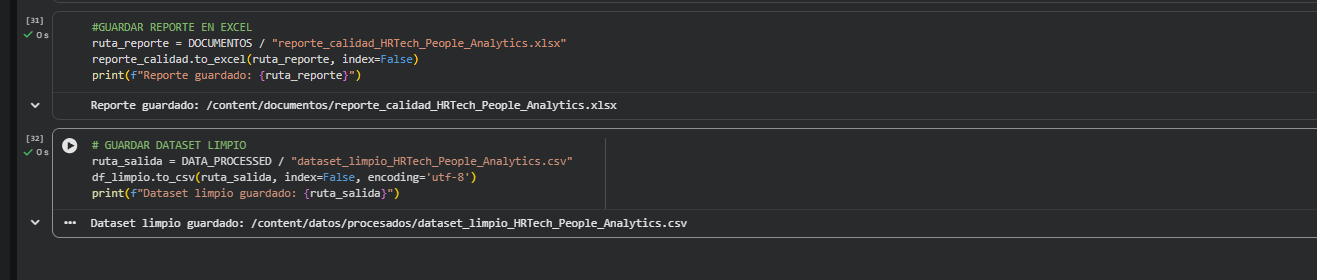 [31]
0 s
#GUARDAR REPORTE EN EXCEL
ruta_reporte = DOCUMENTOS / "reporte_calidad_HRTech_People_Analytics.xlsx"
reporte_calidad.to_excel(ruta_reporte, index=False)
print(f"Reporte guardado: {ruta_reporte}")
Reporte guardado: /content/documentos/reporte_calidad_HRTech_People_Analytics.xlsx
[32]
0 s
# GUARDAR DATASET LIMPIO
ruta_salida = DATA_PROCESSED / "dataset_limpio_HRTech_People_Analytics.csv"
df_limpio.to_csv(ruta_salida, index=False, encoding='utf-8')
print(f"Dataset limpio guardado: {ruta_salida}")
Dataset limpio guardado: /content/datos/procesados/dataset_limpio_HRTech_People_Analytics.csv